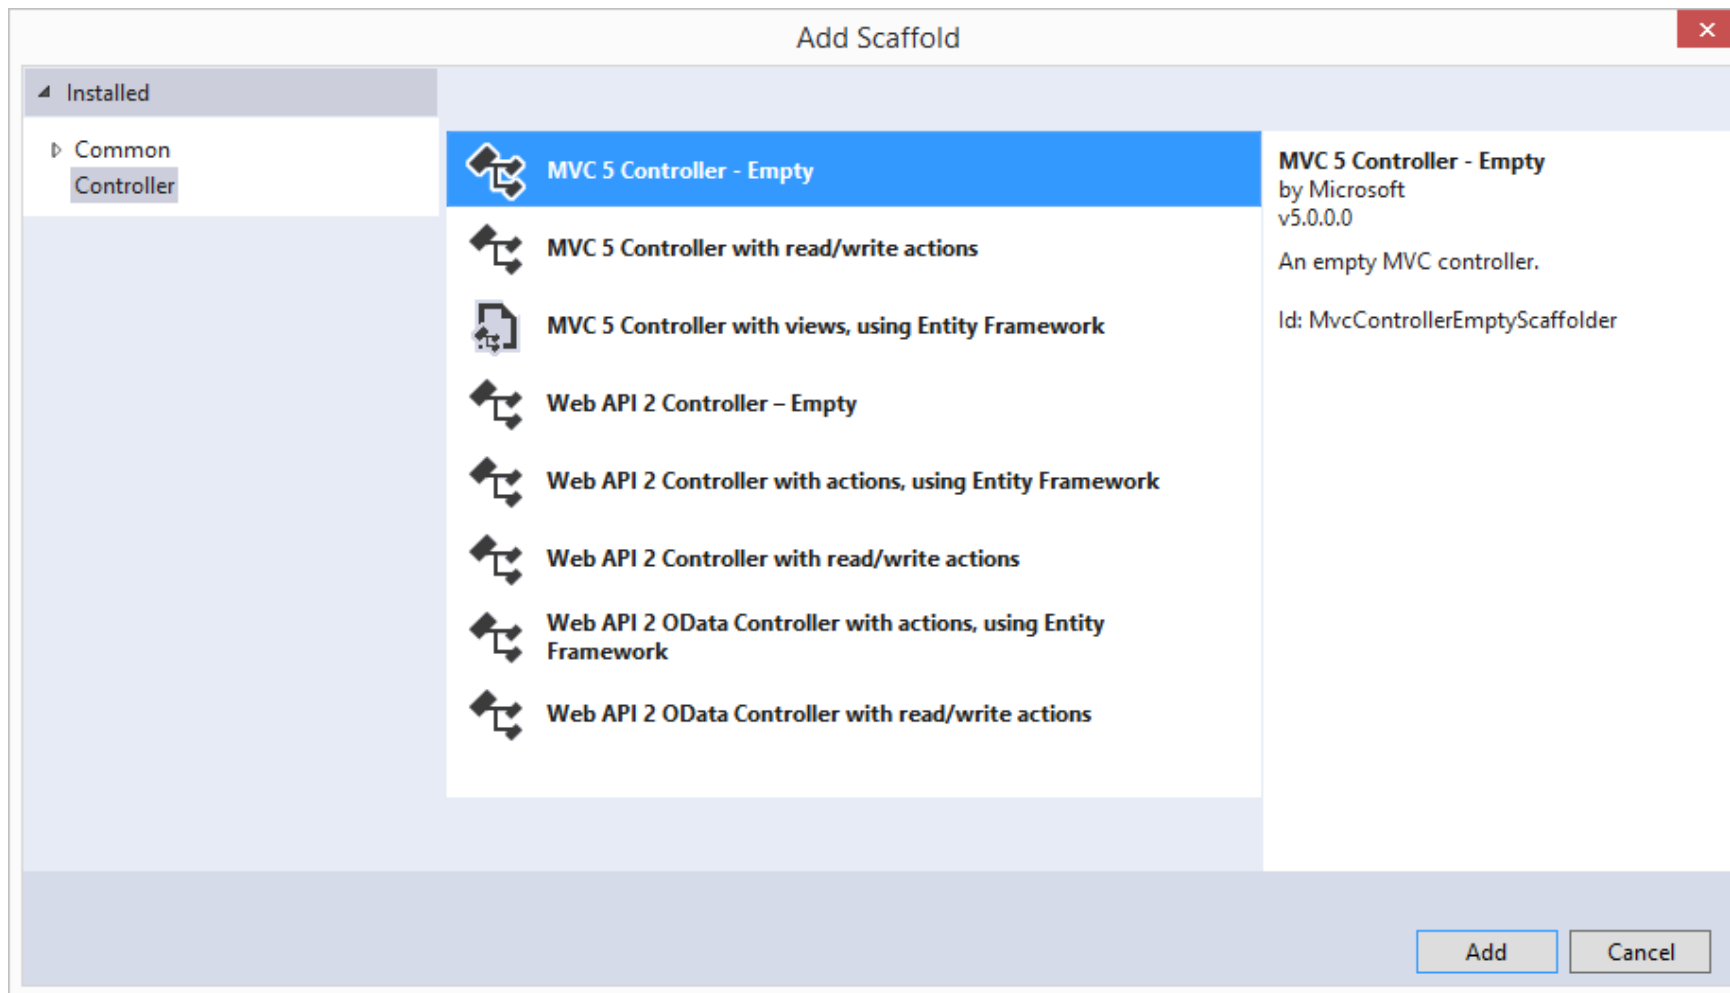 Add Scaffold
Installed
Common
Controller
MVC 5 Controller - Empty
MVC 5 Controller with read/write actions
MVC 5 Controller with views, using Entity Framework
Web API 2 Controller – Empty
Web API 2 Controller with actions, using Entity Framework
Web API 2 Controller with read/write actions
Web API 2 OData Controller with actions, using Entity
Framework
Web API 2 OData Controller with read/write actions
MVC 5 Controller - Empty
by Microsoft
v5.0.0.0
An empty MVC controller.
Id: MvcControllerEmptyScaffolder
Add
Cancel